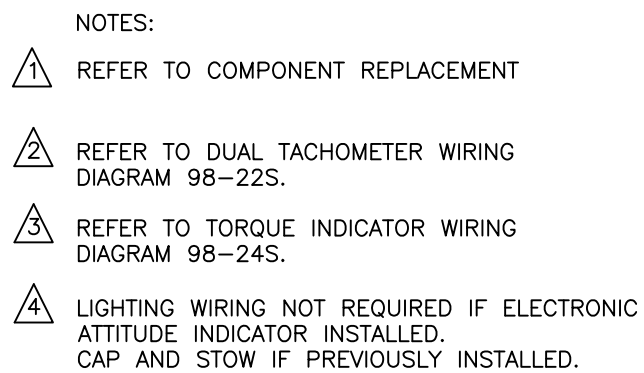 NOTES:
1 REFER TO COMPONENT REPLACEMENT
2 REFER TO DUAL TACHOMETER WIRING
DIAGRAM 98-22S.
3 REFER TO TORQUE INDICATOR WIRING
DIAGRAM 98-24S.
4 LIGHTING WIRING NOT REQUIRED IF ELECTRONIC
ATTITUDE INDICATOR INSTALLED.
CAP AND STOW IF PREVIOUSLY INSTALLED.